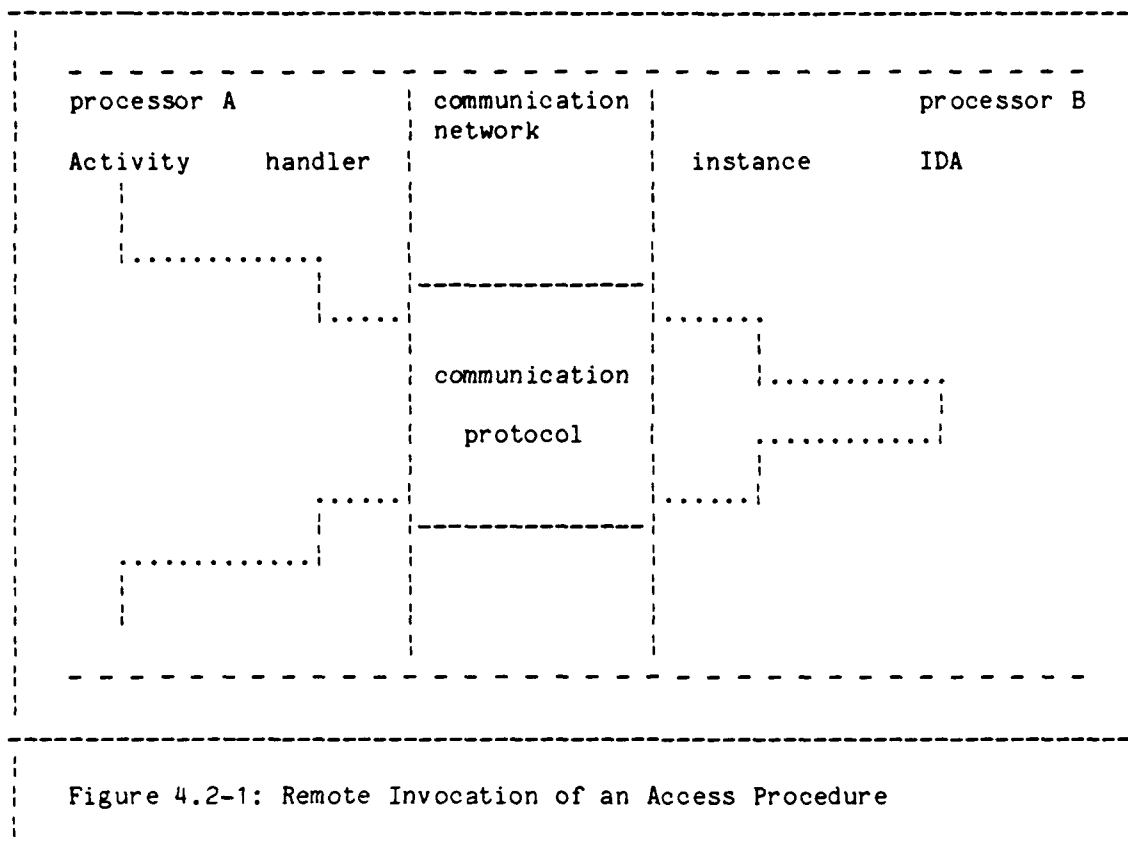 processor A communication processor B
network
Activity handler instance IDA
communication
protocol
Figure 4.2-1: Remote Invocation of an Access Procedure